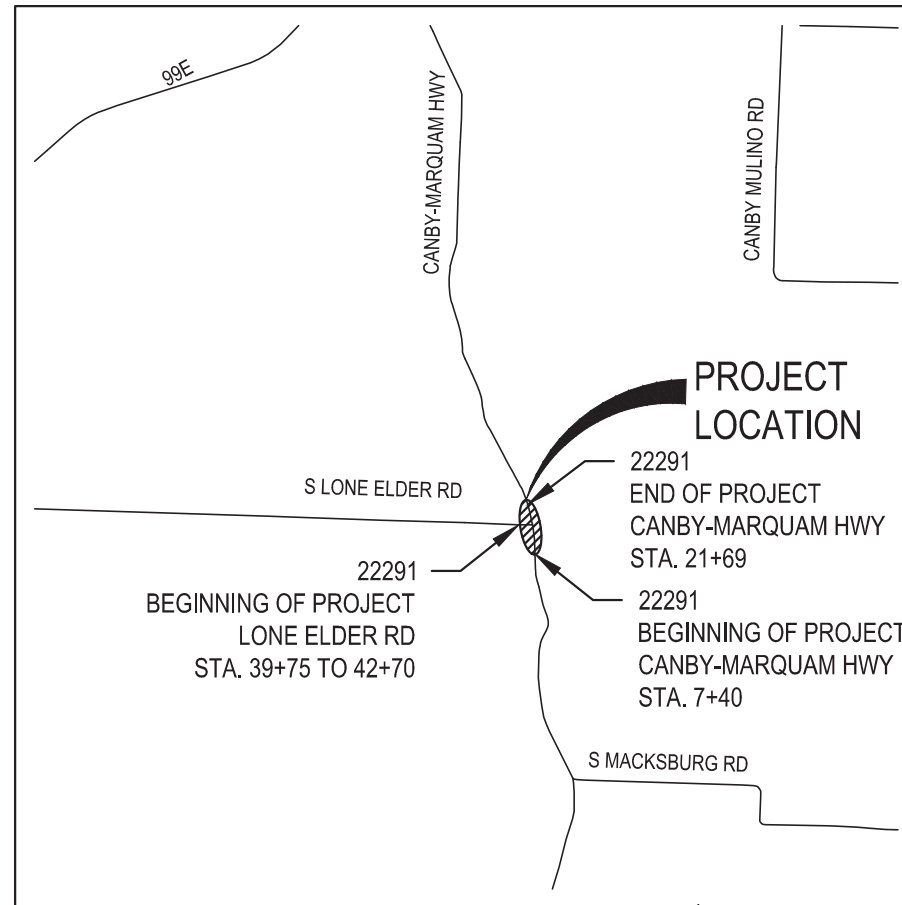 99E
CANBY-MARQUAM HWY
CANBY MULINO RD
PROJECT
LOCATION
S LONE ELDER RD
22291
END OF PROJECT
CANBY-MARQUAM HWY
STA. 21+69
22291
BEGINNING OF PROJECT
LONE ELDER RD
STA. 39+75 TO 42+70
22291
BEGINNING OF PROJECT
CANBY-MARQUAM HWY
STA. 7+40
S MACKSBURG RD